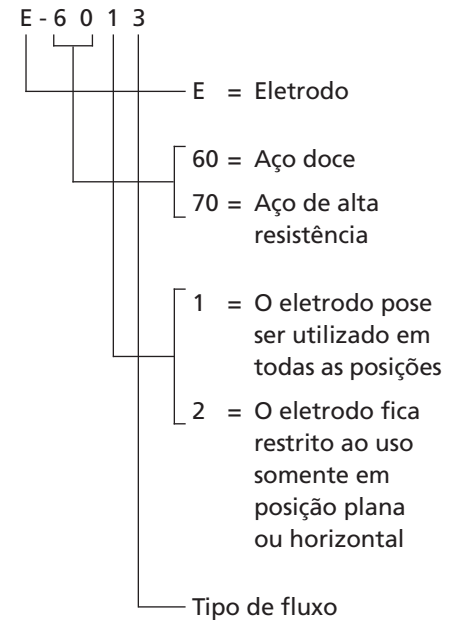 E - 6 0 1 3
E = Eletrodo
60 = Aço doce
70 = Aço de alta
resistência
1 = O eletrodo pose
ser utilizado em
todas as posições
2 = O eletrodo fica
restrito ao uso
somente em
posição plana
ou horizontal
Tipo de fluxo